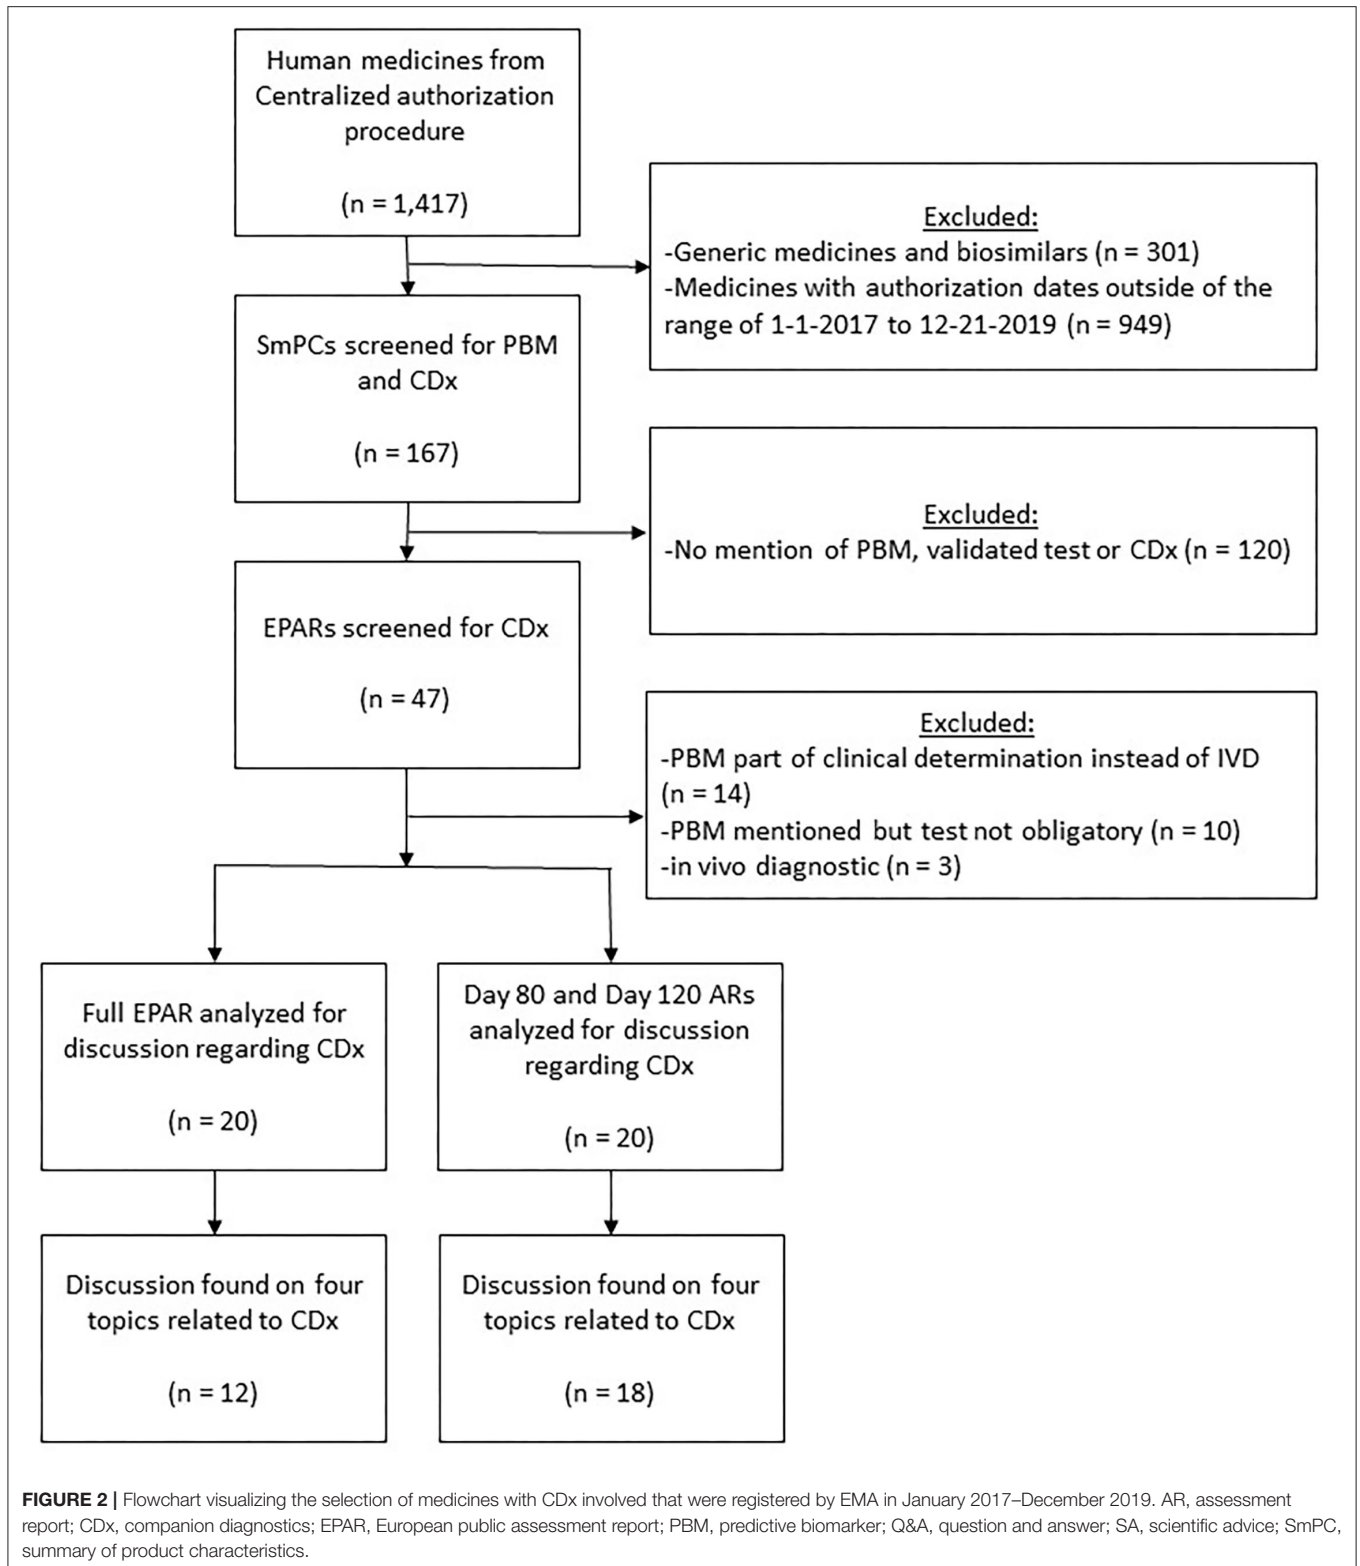 Human medicines from
Centralized authorization
procedure
(n = 1,417)
Excluded:
-Generic medicines and biosimilars (n = 301)
-Medicines with authorization dates outside of the
range of 1-1-2017 to 12-21-2019 (n = 949)
SmPCs screened for PBM
and CDx
(n = 167)
Excluded:
-No mention of PBM, validated test or CDx (n = 120)
EPARs screened for CDx
(n = 47)
Excluded:
-PBM part of clinical determination instead of IVD
(n = 14)
-PBM mentioned but test not obligatory (n = 10)
-in vivo diagnostic (n = 3)
Full EPAR analyzed for
discussion regarding CDx
(n = 20)
Day 80 and Day 120 ARs
analyzed for discussion
regarding CDx
(n = 20)
Discussion found on four
topics related to CDx
(n = 12)
Discussion found on four
topics related to CDx
(n = 18)
FIGURE 2 | Flowchart visualizing the selection of medicines with CDx involved that were registered by EMA in January 2017–December 2019. AR, assessment
report; CDx, companion diagnostics; EPAR, European public assessment report; PBM, predictive biomarker; Q&A, question and answer; SA, scientific advice; SmPC,
summary of product characteristics.